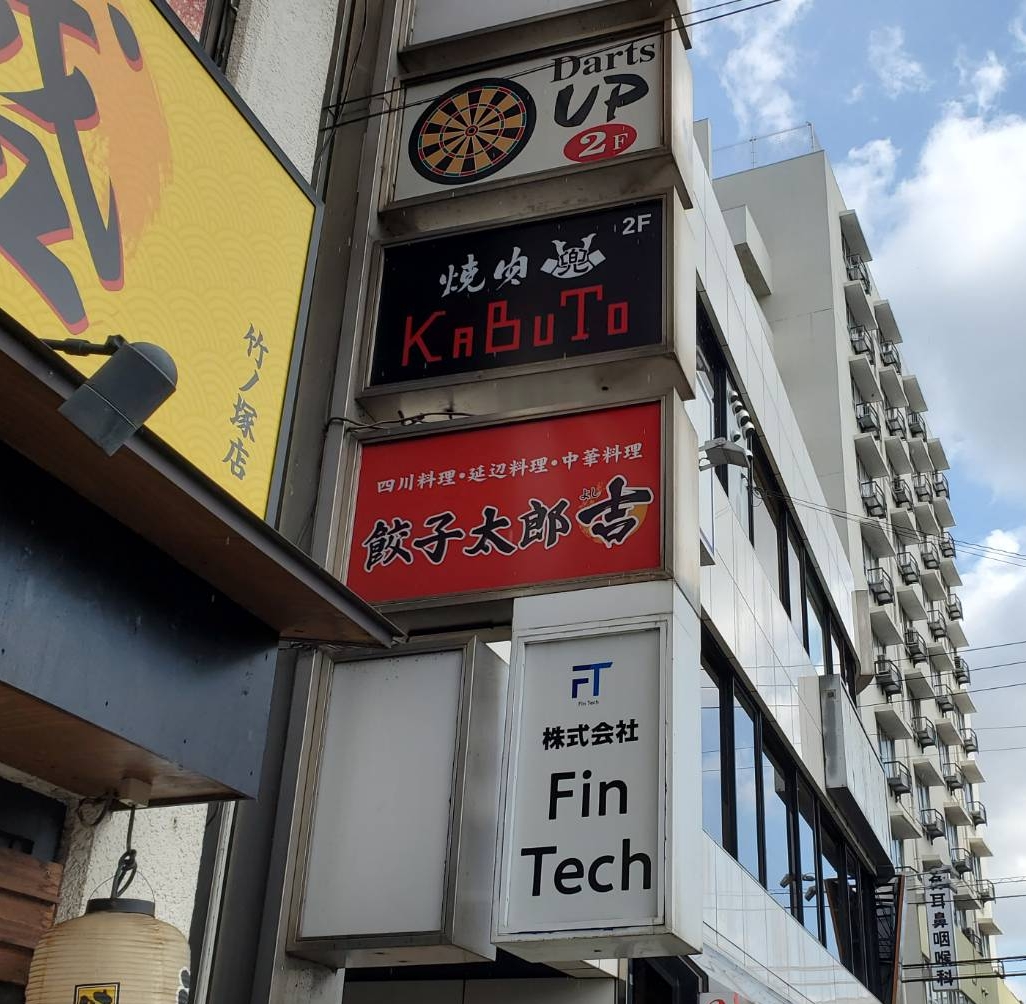 Darts
UP
2F
2F
焼肉 兜
KaBuTo
四川料理・延辺料理・中華料理
よし
餃子太郎吉
FT
Fin Tech
株式会社
Fin
Tech
竹ノ塚店
耳鼻咽喉科